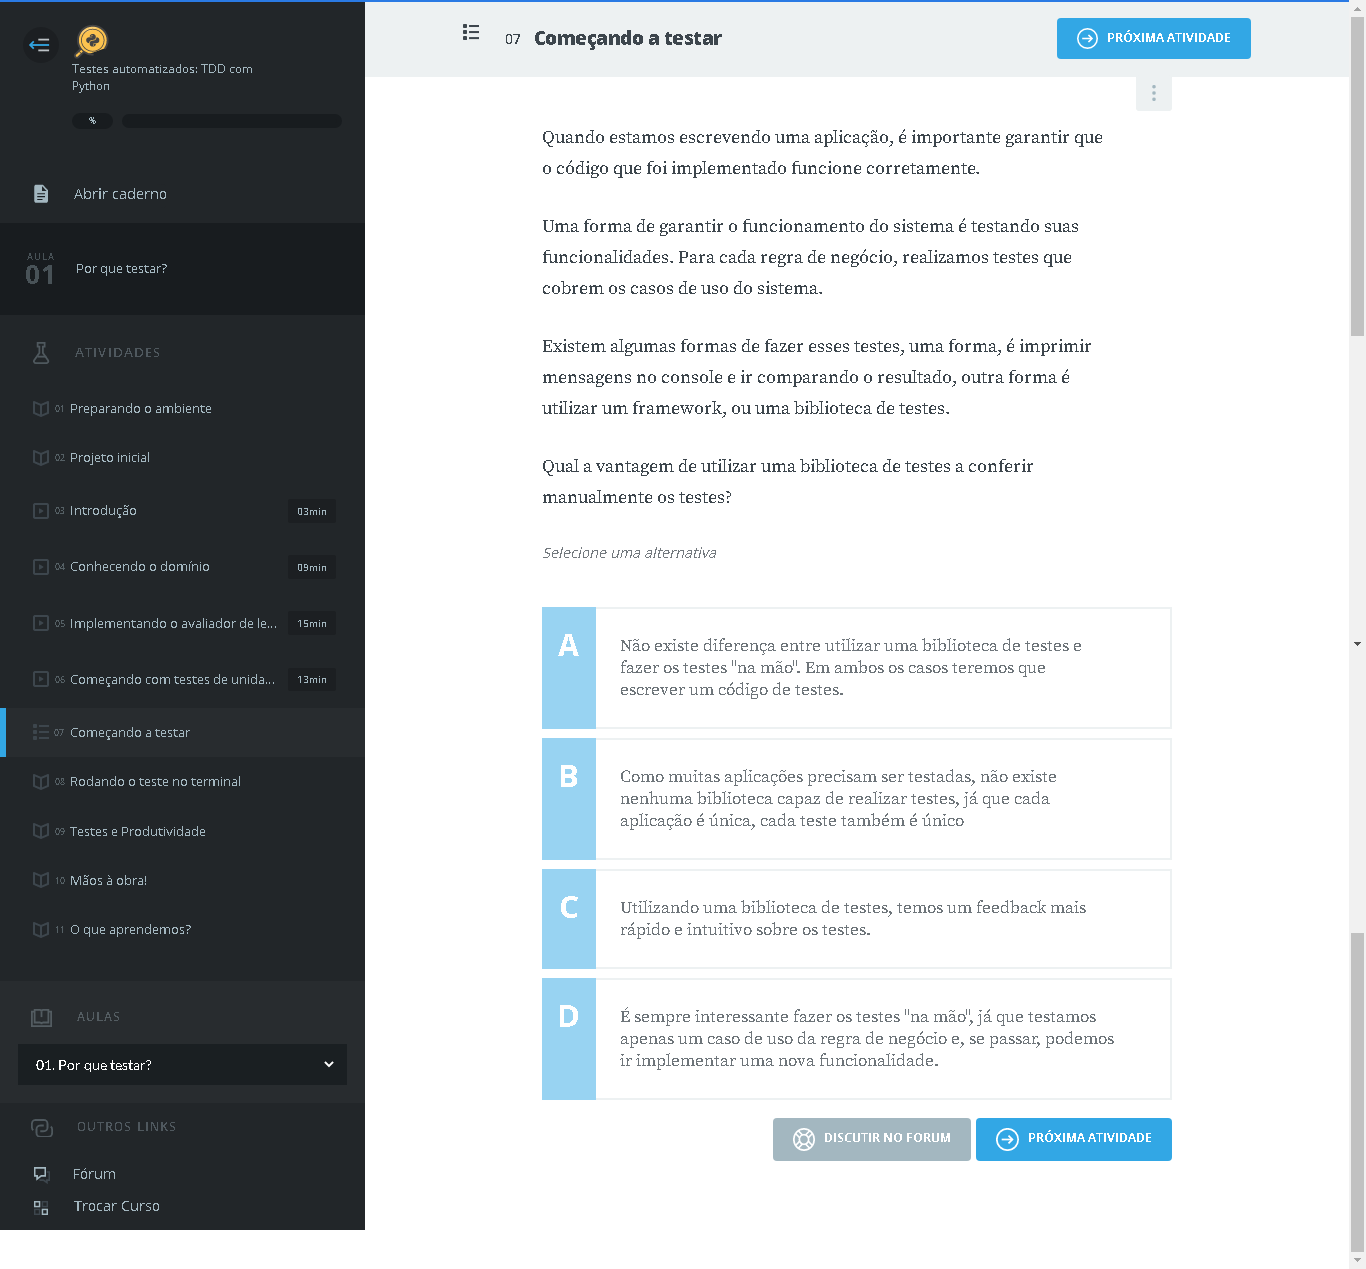 Testes automatizados: TDD com
Python
%
Abrir caderno
AULA
01
Por que testar?
ATIVIDADES
01 Preparando o ambiente
02 Projeto inicial
03 Introdução 03min
04 Conhecendo o domínio 09min
05 Implementando o avaliador de le... 15min
06 Começando com testes de unida... 13min
07 Começando a testar
08 Rodando o teste no terminal
09 Testes e Produtividade
10 Mãos à obra!
11 O que aprendemos?
AULAS
01. Por que testar?
OUTROS LINKS
Fórum
Trocar Curso
07 Começando a testar
PRÓXIMA ATIVIDADE
Quando estamos escrevendo uma aplicação, é importante garantir que
o código que foi implementado funcione corretamente.
Uma forma de garantir o funcionamento do sistema é testando suas
funcionalidades. Para cada regra de negócio, realizamos testes que
cobrem os casos de uso do sistema.
Existem algumas formas de fazer esses testes, uma forma, é imprimir
mensagens no console e ir comparando o resultado, outra forma é
utilizar um framework, ou uma biblioteca de testes.
Qual a vantagem de utilizar uma biblioteca de testes a conferir
manualmente os testes?
Selecione uma alternativa
A
Não existe diferença entre utilizar uma biblioteca de testes e
fazer os testes "na mão". Em ambos os casos teremos que
escrever um código de testes.
B
Como muitas aplicações precisam ser testadas, não existe
nenhuma biblioteca capaz de realizar testes, já que cada
aplicação é única, cada teste também é único
C
Utilizando uma biblioteca de testes, temos um feedback mais
rápido e intuitivo sobre os testes.
D
É sempre interessante fazer os testes "na mão", já que testamos
apenas um caso de uso da regra de negócio e, se passar, podemos
ir implementar uma nova funcionalidade.
DISCUTIR NO FORUM
PRÓXIMA ATIVIDADE